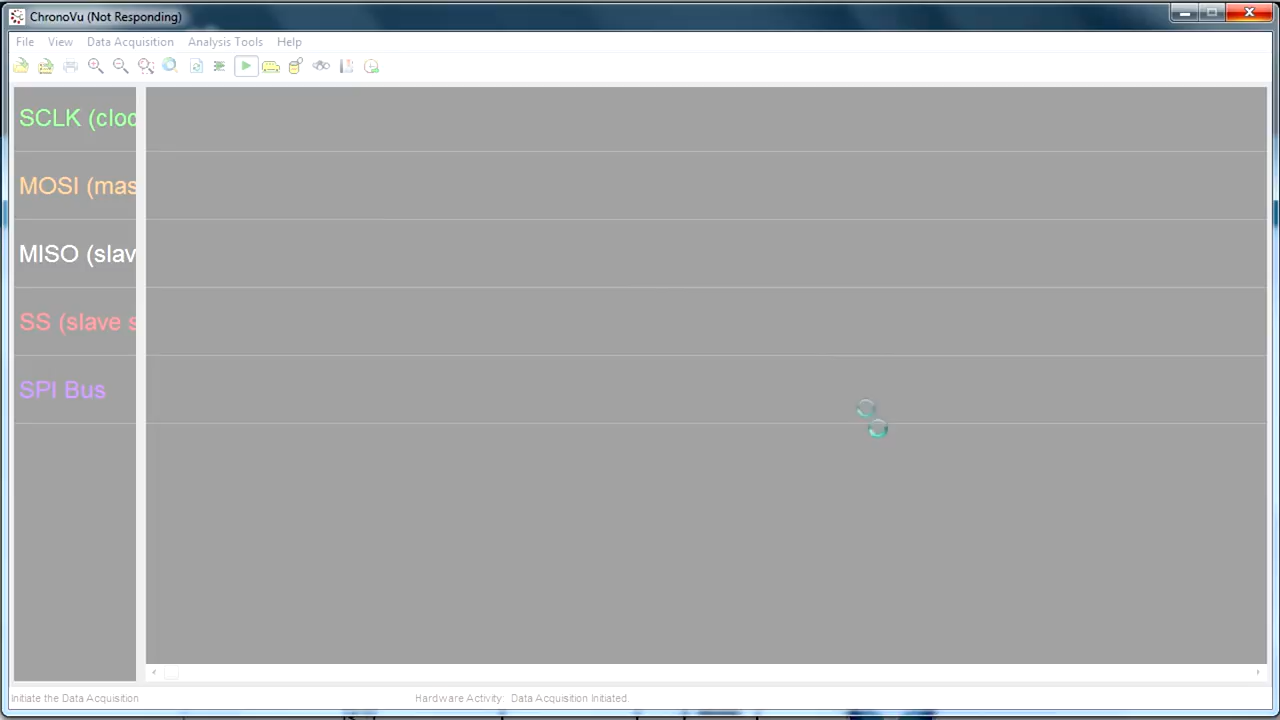 ChronoVu (Not Responding)
File View Data Acquisition Analysis Tools Help
SCLK (cloc
MOSI (mas
MISO (slav
SS (slave s
SPI Bus
Initiate the Data Acquisition Hardware Activity: Data Acquisition Initiated.